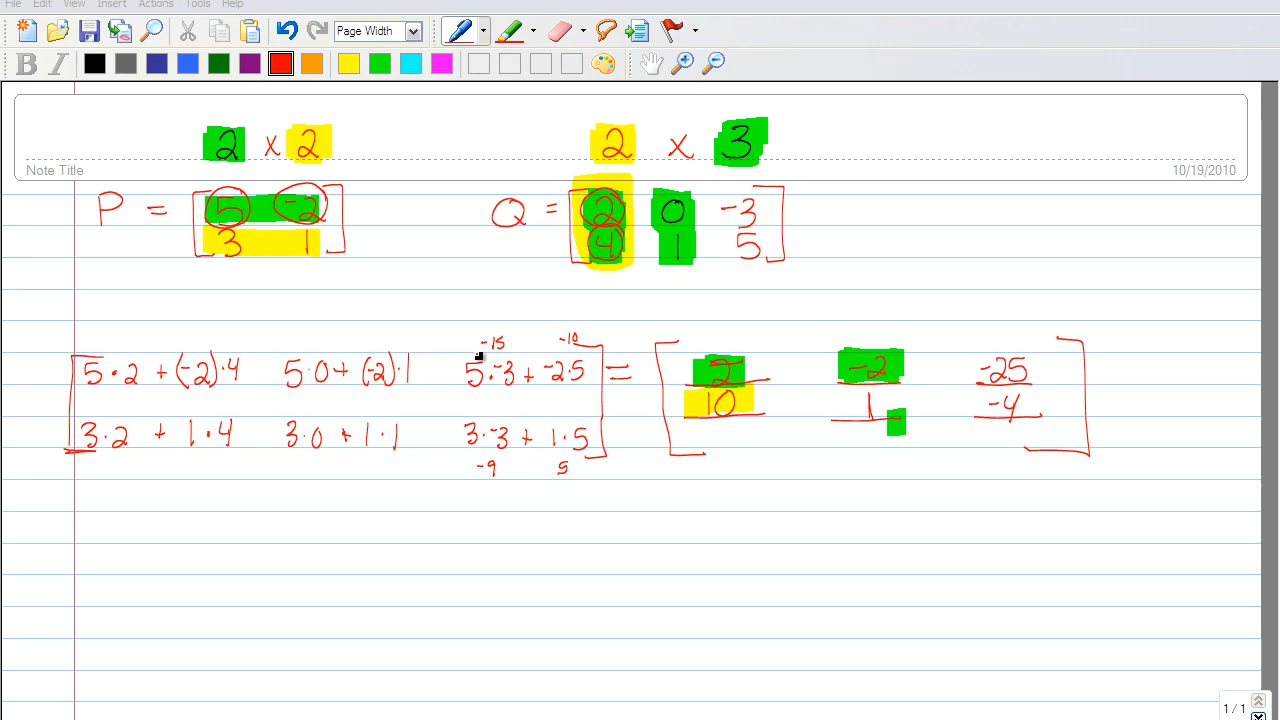 File Edit View Insert Actions Tools Help
Page Width
B I
2 x 2 2 x 3
Note Title 10/19/2010
P = [ 5 -2 Q = [ 2 0 -3
3 1 ] 4 1 5 ]
-15 -10
[ 5·2 + (-2)·4 5·0 + (-2)·1 5·-3 + -2·5 ] = [ 2 -2 -25
10 1 -4 ]
3·2 + 1·4 3·0 + 1·1 3·-3 + 1·5
-9 5
1 / 1